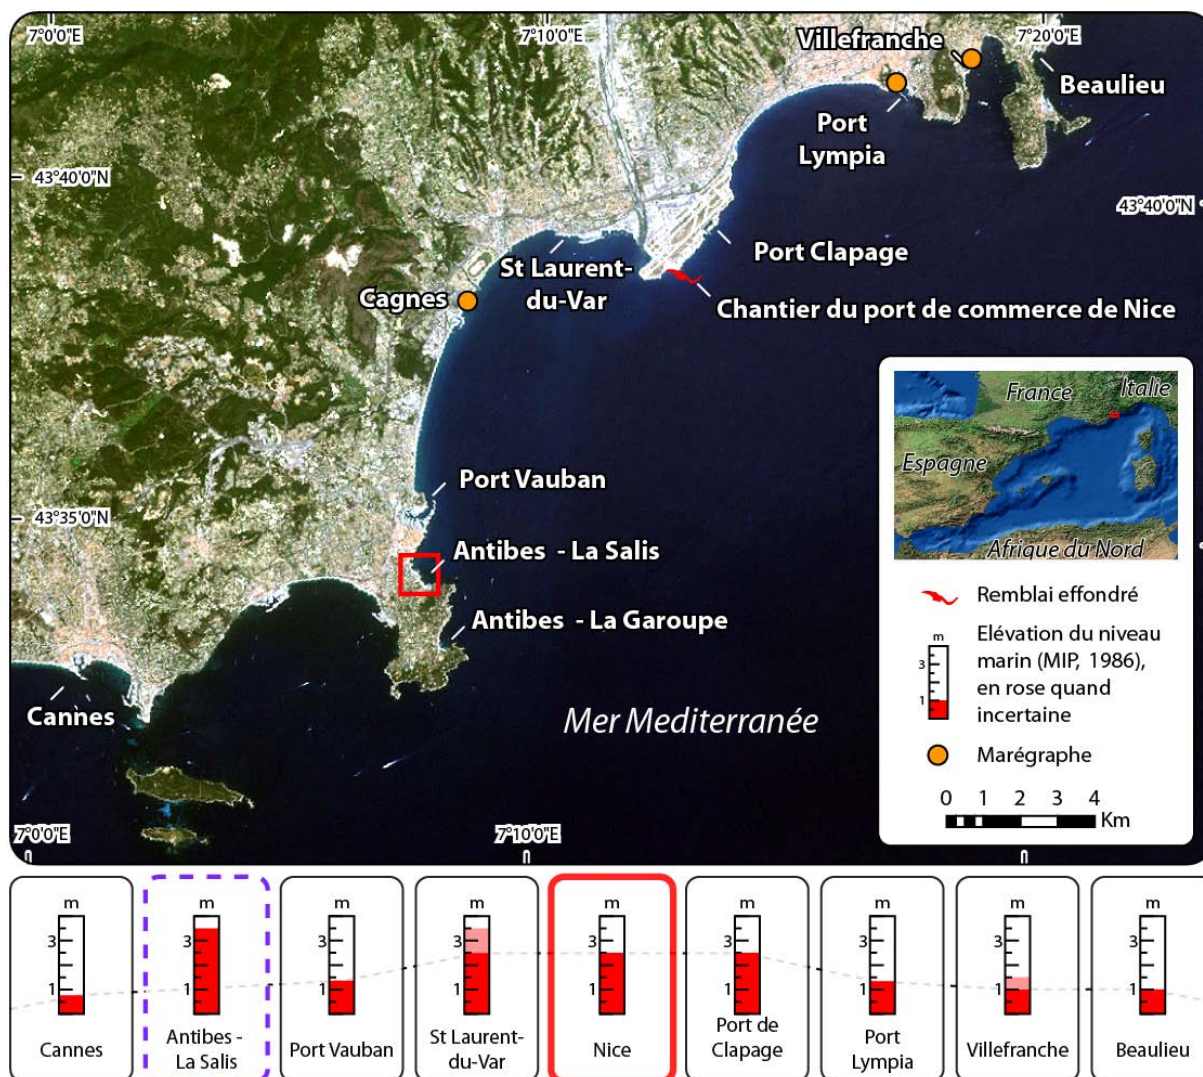 7°0'0"E
7°10'0"E
Villefranche
7°20'0"E
Beaulieu
Port
Lympia
43°40'0"N
43°40'0"N
Port Clapage
St Laurent-
du-Var
Cagnes
Chantier du port de commerce de Nice
France
Italie
Espagne
Afrique du Nord
Port Vauban
43°35'0"N
Antibes - La Salis
Antibes - La Garoupe
Cannes
Mer Mediterranée
Remblai effondré
m
3
1
Elévation du niveau
marin (MIP, 1986),
en rose quand
incertaine
Marégraphe
0 1 2 3 4
Km
7°0'0"E
7°10'0"E
m
3
1
Cannes
m
3
1
Antibes -
La Salis
m
3
1
Port Vauban
m
3
1
St Laurent-
du-Var
m
3
1
Nice
m
3
1
Port de
Clapage
m
3
1
Port
Lympia
m
3
1
Villefranche
m
3
1
Beaulieu